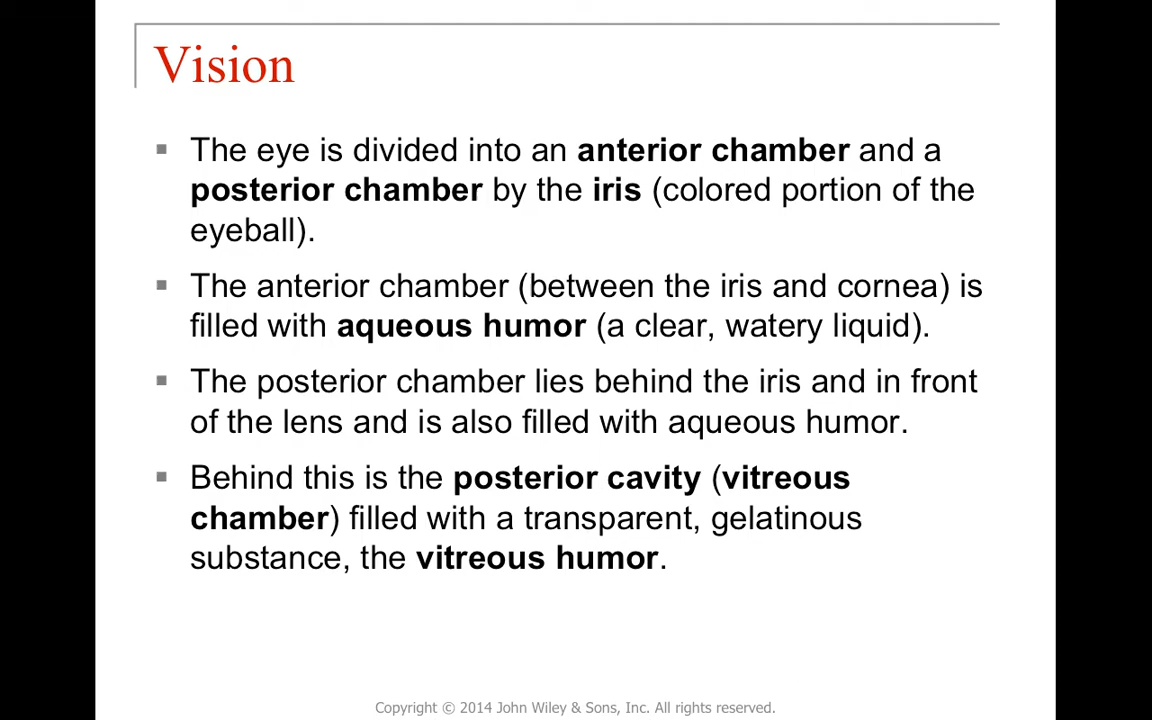 Vision
▪ The eye is divided into an anterior chamber and a
posterior chamber by the iris (colored portion of the
eyeball).
▪ The anterior chamber (between the iris and cornea) is
filled with aqueous humor (a clear, watery liquid).
▪ The posterior chamber lies behind the iris and in front
of the lens and is also filled with aqueous humor.
▪ Behind this is the posterior cavity (vitreous
chamber) filled with a transparent, gelatinous
substance, the vitreous humor.
Copyright © 2014 John Wiley & Sons, Inc. All rights reserved.